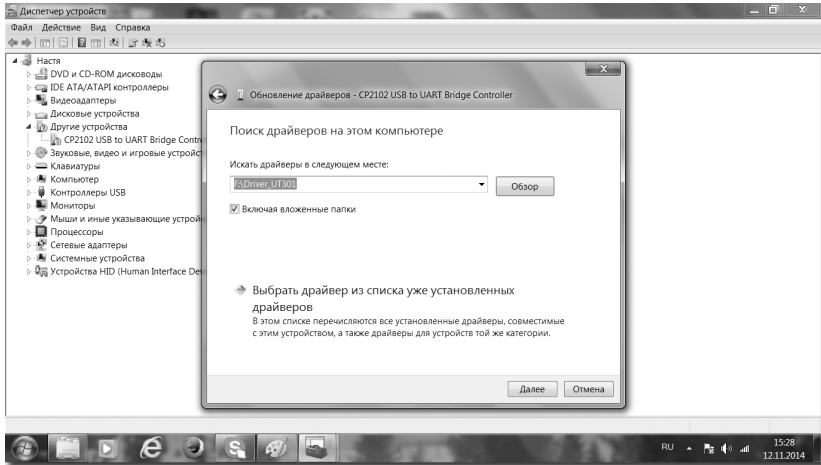 Диспетчер устройств
Файл Действие Вид Справка
Настя
DVD и CD-ROM дисководы
IDE ATA/ATAPI контроллеры
Видеоадаптеры
Дисковые устройства
Другие устройства
CP2102 USB to UART Bridge Contro
Звуковые, видео и игровые устройст
Клавиатуры
Компьютер
Контроллеры USB
Мониторы
Мыши и иные указывающие устрой
Процессоры
Сетевые адаптеры
Системные устройства
Устройства HID (Human Interface Dev
Обновление драйверов - CP2102 USB to UART Bridge Controller
Поиск драйверов на этом компьютере
Искать драйверы в следующем месте:
F:\Driver_UT301
Обзор
Включая вложенные папки
Выбрать драйвер из списка уже установленных
драйверов
В этом списке перечисляются все установленные драйверы, совместимые
с этим устройством, а также драйверы для устройств той же категории.
Далее Отмена
RU 15:28
12.11.2014